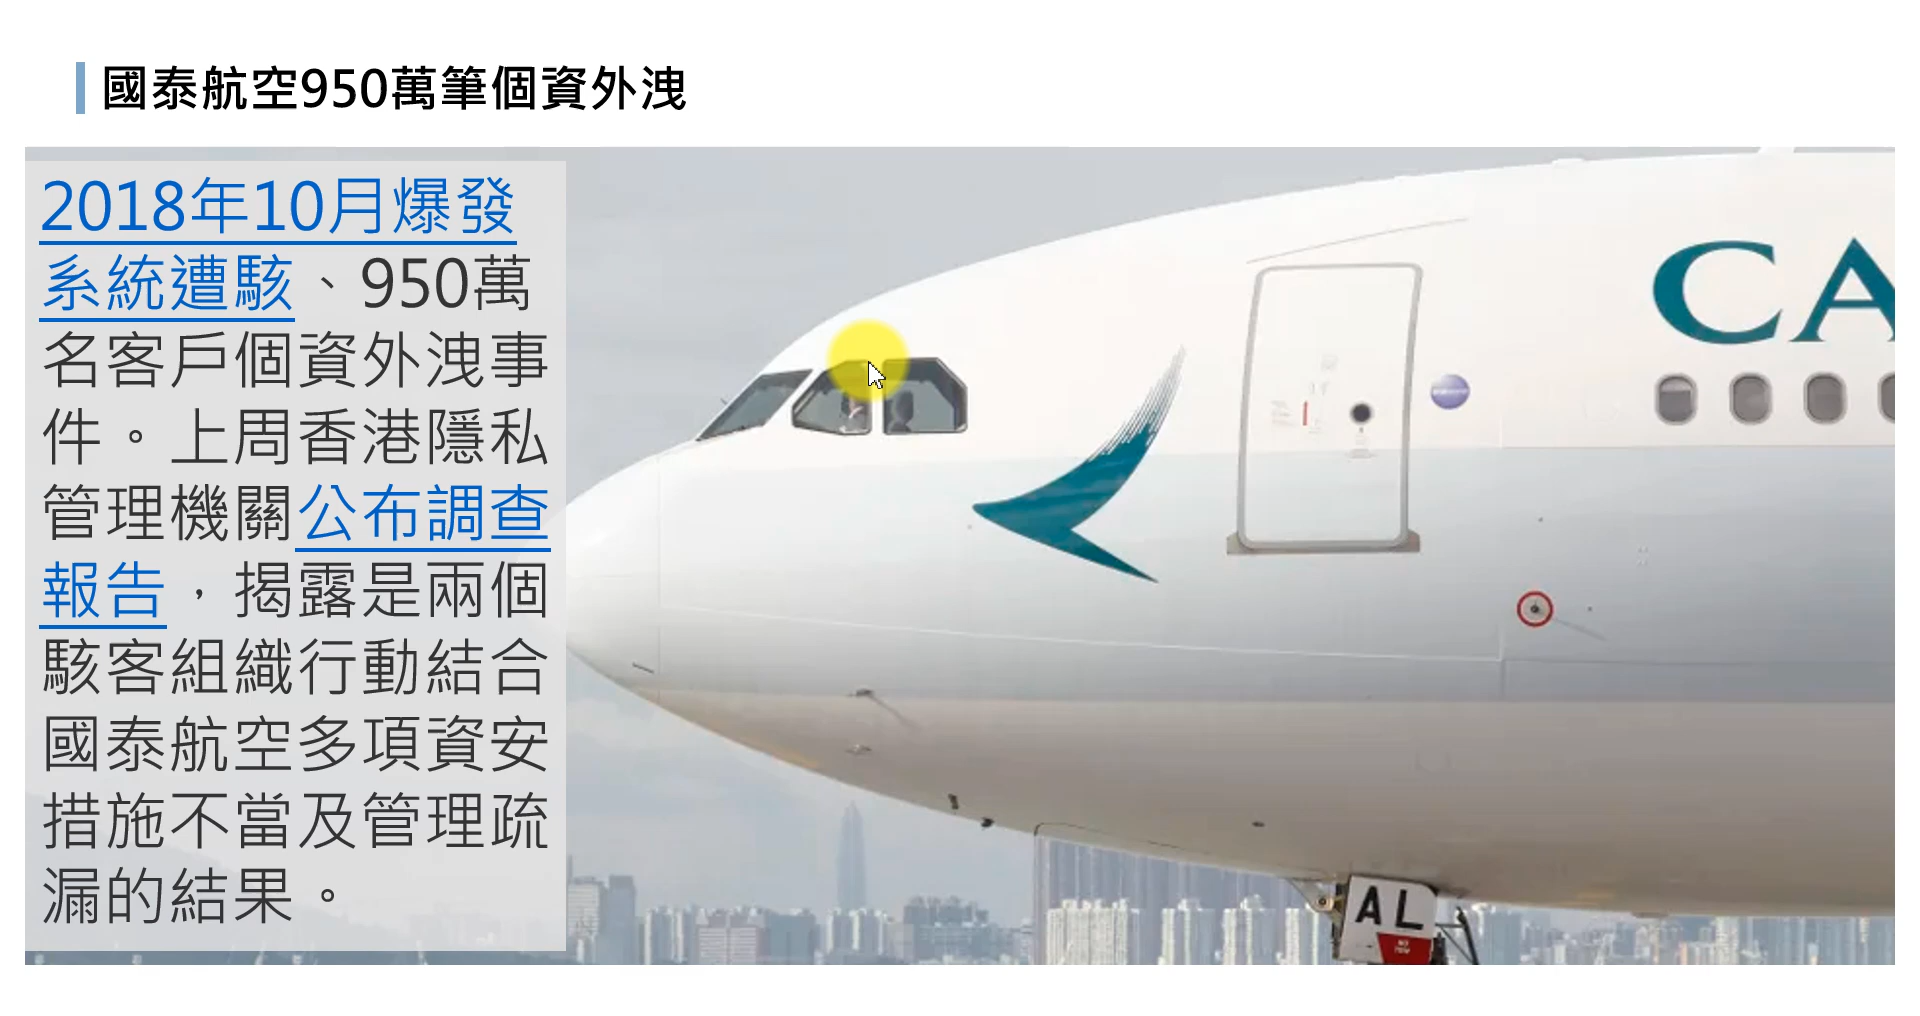 國泰航空950萬筆個資外洩
2018年10月爆發
系統遭駭、950萬
名客戶個資外洩事
件。上周香港隱私
管理機關公布調查
報告，揭露是兩個
駭客組織行動結合
國泰航空多項資安
措施不當及管理疏
漏的結果。
CA
AL
NO
TOW